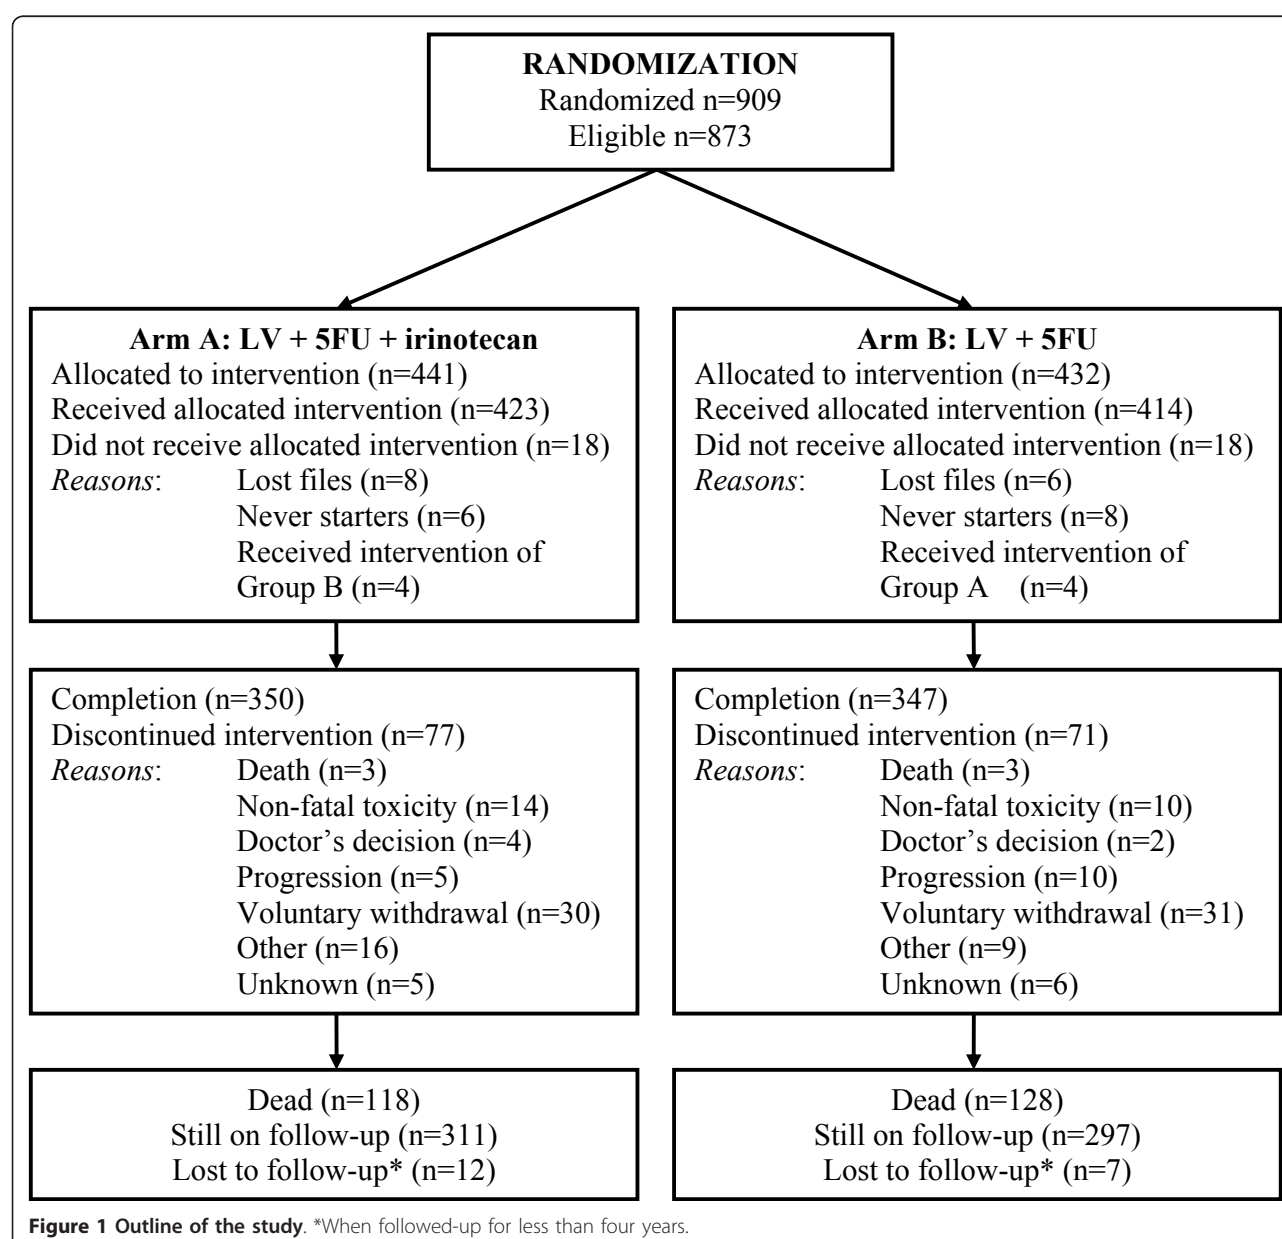 RANDOMIZATION
Randomized n=909
Eligible n=873
Arm A: LV + 5FU + irinotecan
Allocated to intervention (n=441)
Received allocated intervention (n=423)
Did not receive allocated intervention (n=18)
Reasons: Lost files (n=8)
Never starters (n=6)
Received intervention of
Group B (n=4)
Arm B: LV + 5FU
Allocated to intervention (n=432)
Received allocated intervention (n=414)
Did not receive allocated intervention (n=18)
Reasons: Lost files (n=6)
Never starters (n=8)
Received intervention of
Group A (n=4)
Completion (n=350)
Discontinued intervention (n=77)
Reasons: Death (n=3)
Non-fatal toxicity (n=14)
Doctor's decision (n=4)
Progression (n=5)
Voluntary withdrawal (n=30)
Other (n=16)
Unknown (n=5)
Completion (n=347)
Discontinued intervention (n=71)
Reasons: Death (n=3)
Non-fatal toxicity (n=10)
Doctor's decision (n=2)
Progression (n=10)
Voluntary withdrawal (n=31)
Other (n=9)
Unknown (n=6)
Dead (n=118)
Still on follow-up (n=311)
Lost to follow-up* (n=12)
Dead (n=128)
Still on follow-up (n=297)
Lost to follow-up* (n=7)
Figure 1 Outline of the study. *When followed-up for less than four years.